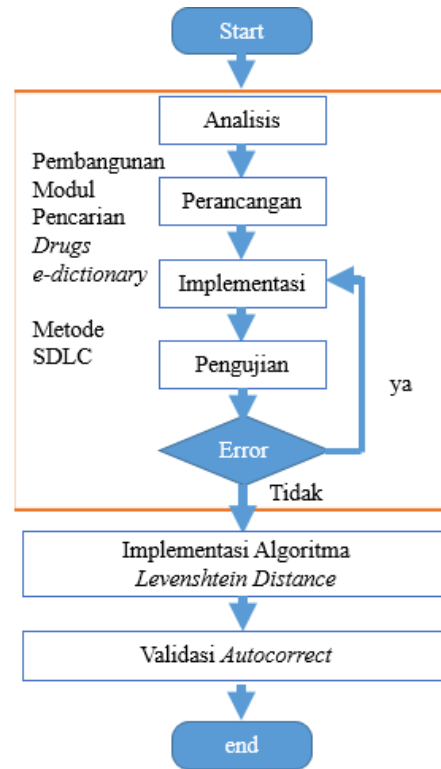 Start
Analisis
Pembangunan
Modul
Pencarian
Drugs
e-dictionary
Perancangan
Implementasi
Metode
SDLC
Pengujian
ya
Error
Tidak
Implementasi Algoritma
Levenshtein Distance
Validasi Autocorrect
end